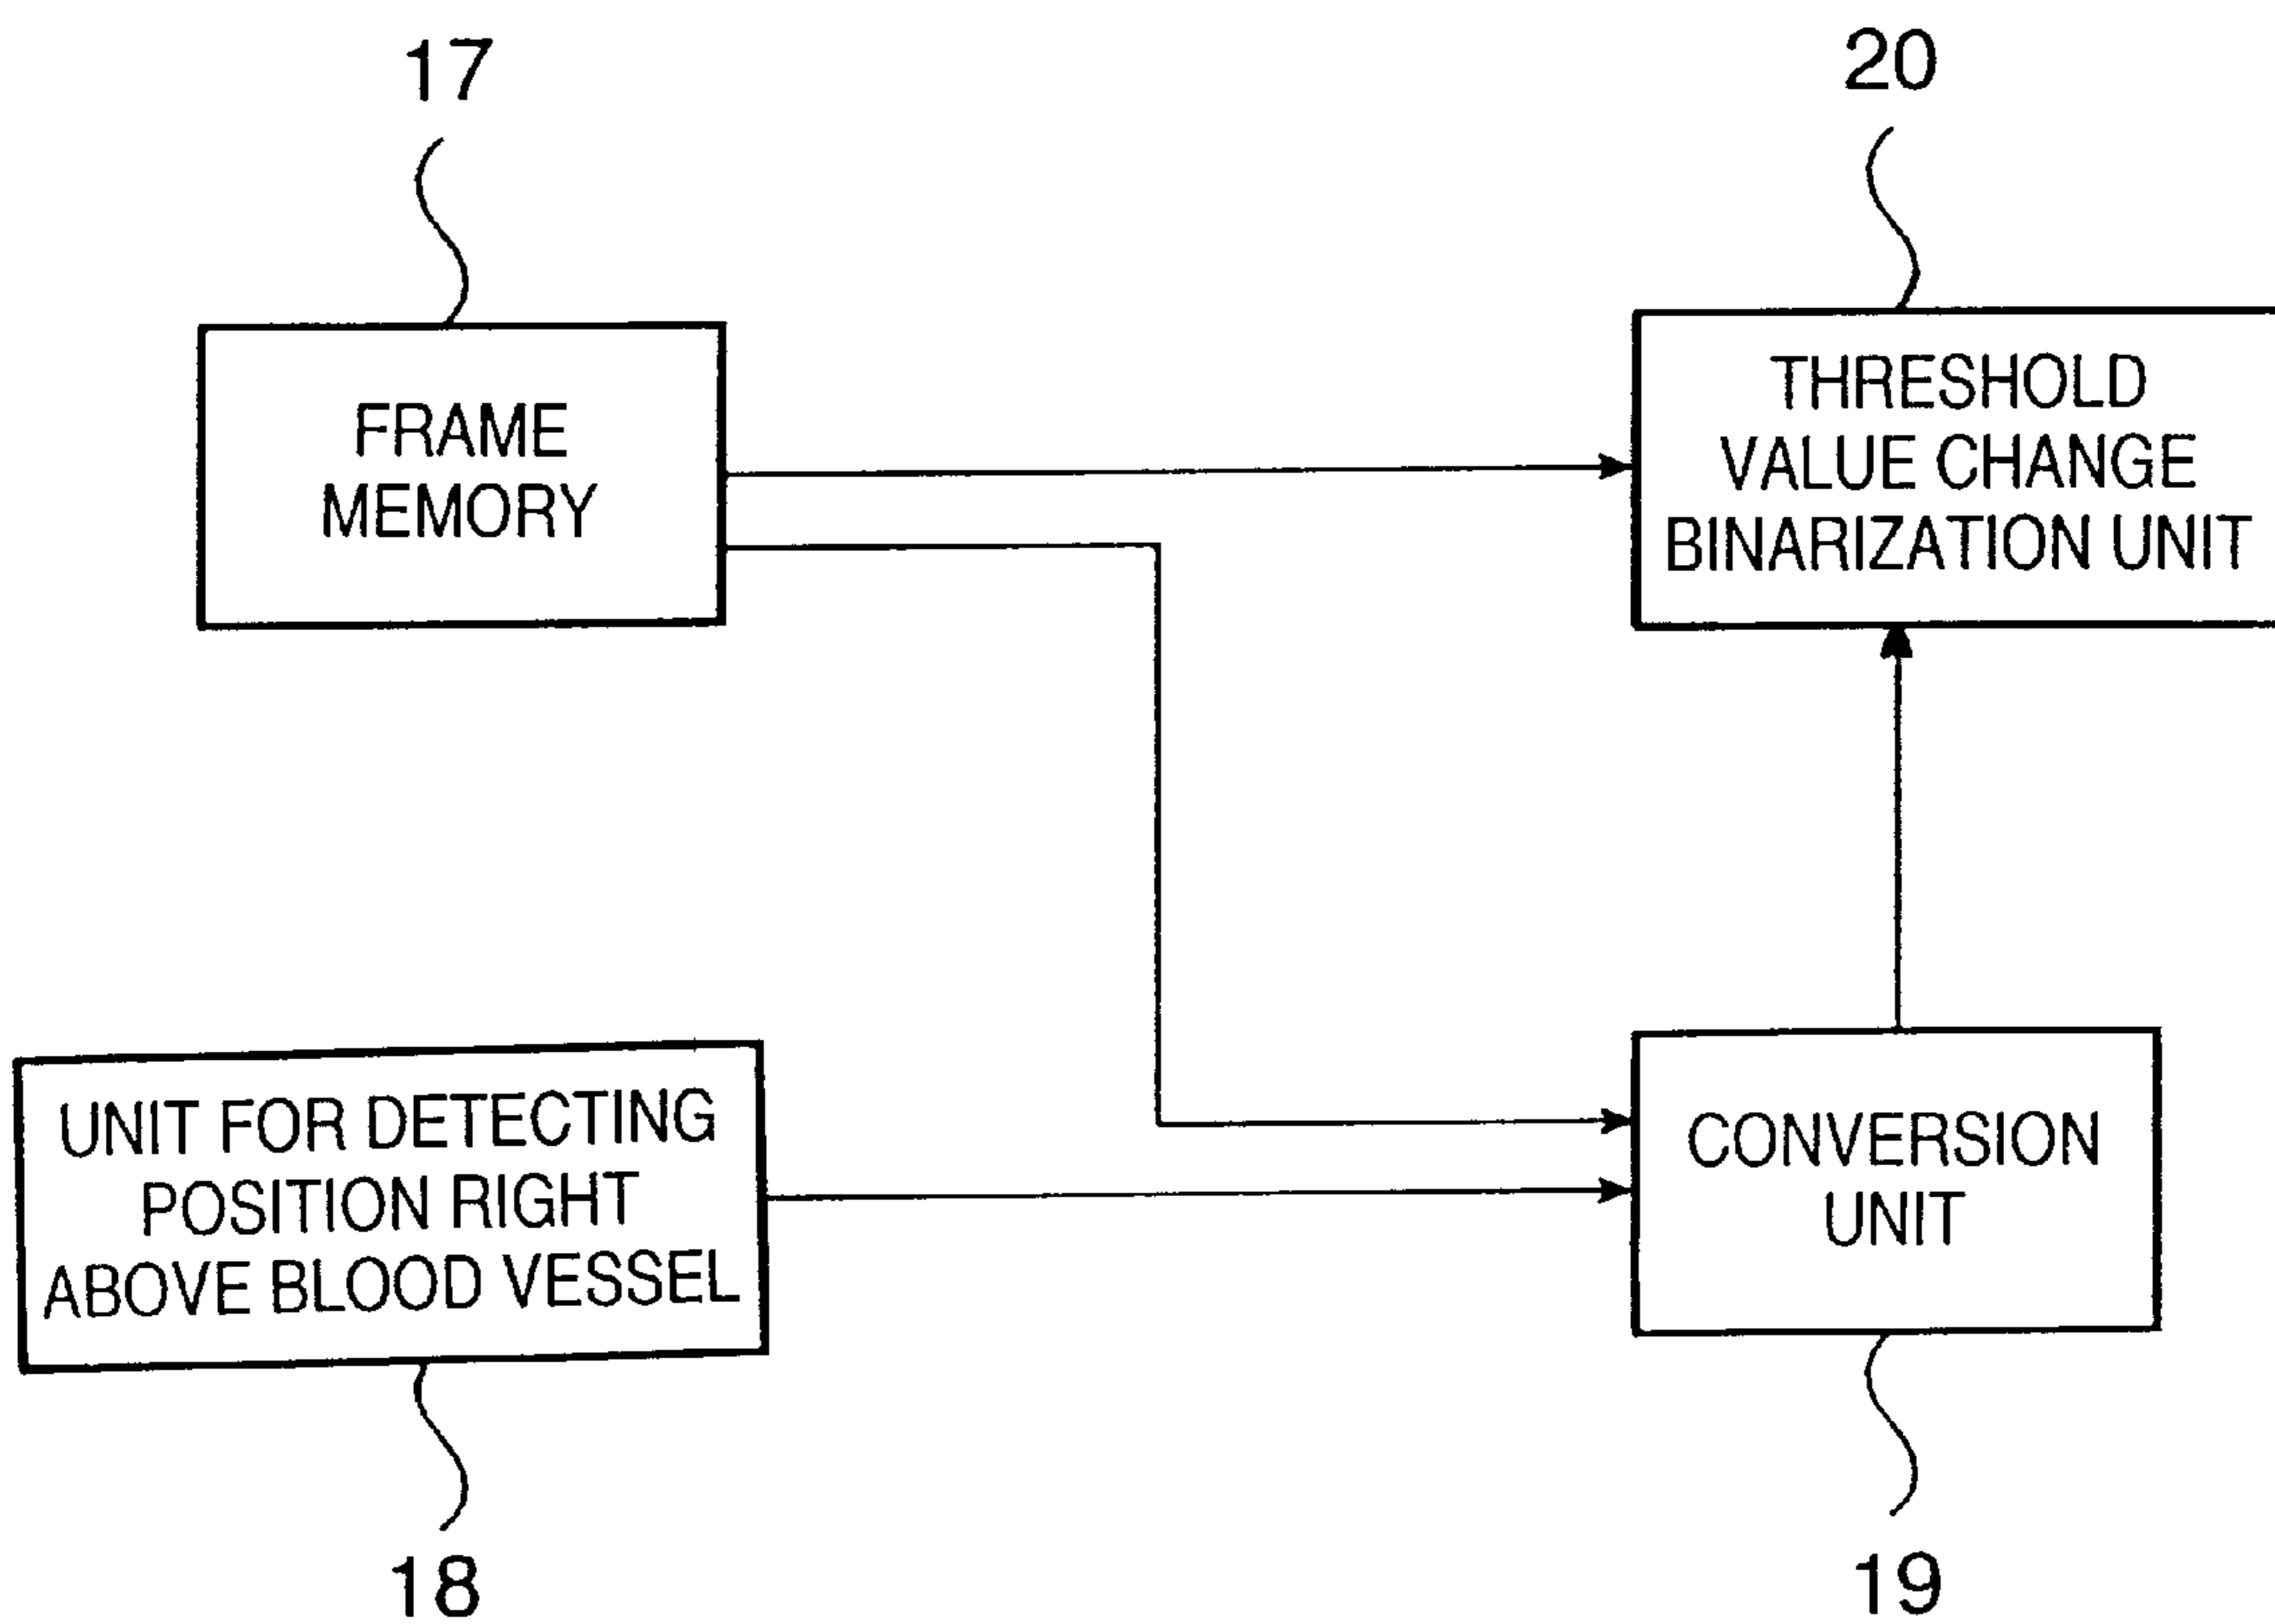 17
20
FRAME
MEMORY
THRESHOLD
VALUE CHANGE
BINARIZATION UNIT
UNIT FOR DETECTING
POSITION RIGHT
ABOVE BLOOD VESSEL
CONVERSION
UNIT
18
19